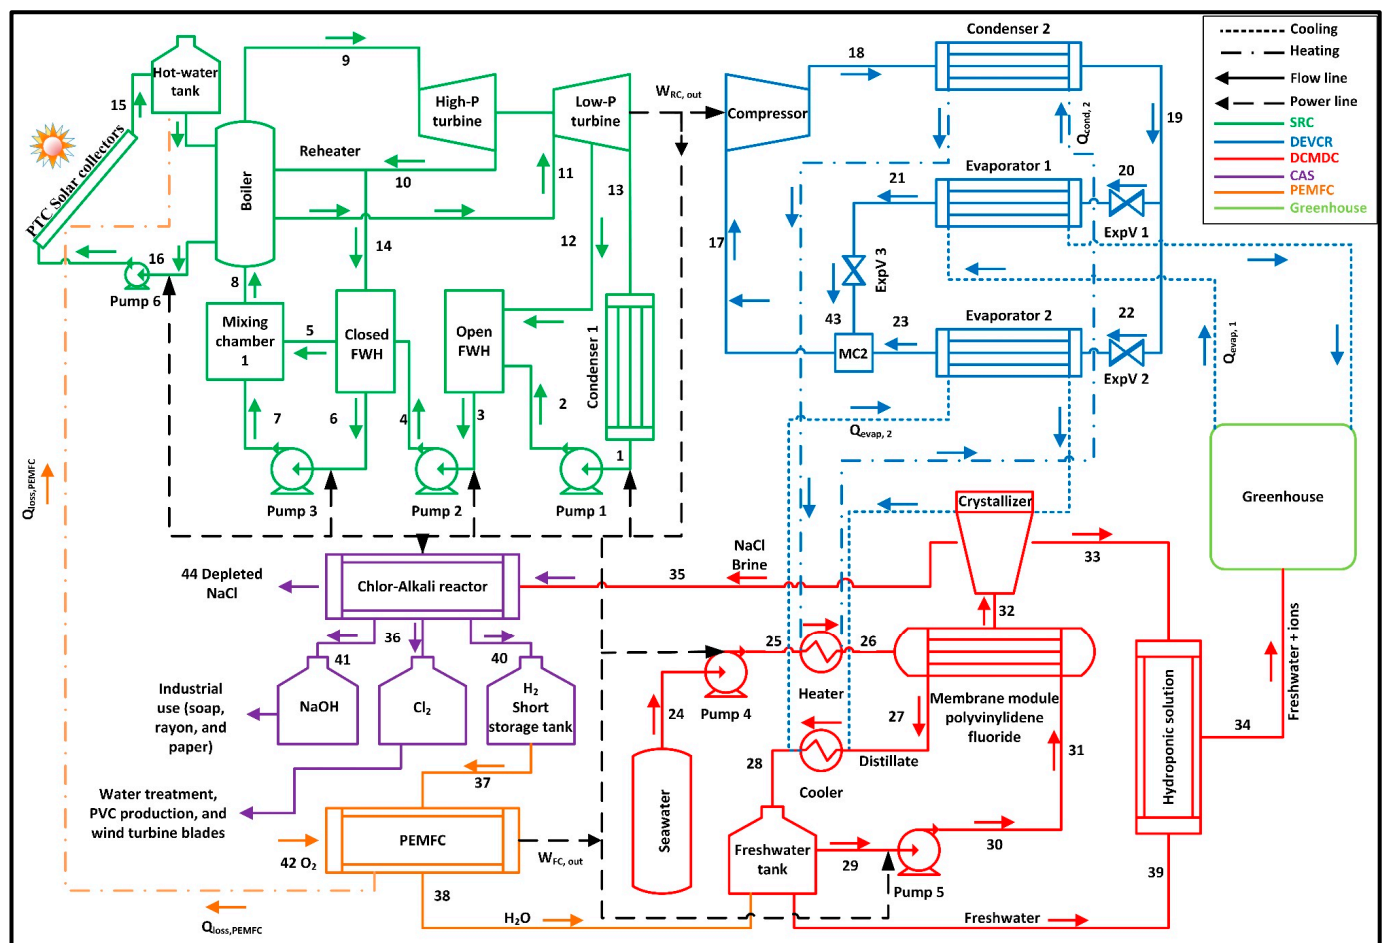 Condenser 2
Cooling
Heating
Flow line
Power line
SRC
DEVCR
DCMDC
CAS
PEMFC
Greenhouse
Hot-water
tank
9
18
15
High-P
turbine
Low-P
turbine
W RC, out
Compressor
Q cond, 2
19
PTC Solar collectors
Reheater
10
11
12
13
Boiler
Evaporator 1
21
20
ExpV 1
16
14
17
ExpV 3
Pump 6
8
Mixing
chamber
1
5
Closed
FWH
Open
FWH
Condenser 1
43
23
MC2
Evaporator 2
22
ExpV 2
Q evap, 1
7
6
4
3
2
1
Q evap, 2
Pump 3
Pump 2
Pump 1
Q loss,PEMFC
Greenhouse
Crystallizer
33
44 Depleted
NaCl
Chlor-Alkali reactor
35
NaCl
Brine
32
41
36
40
25
26
Heater
Industrial
use (soap,
rayon, and
paper)
NaOH
Cl2
H2
Short
storage tank
24
Pump 4
27
Membrane module
polyvinylidene
fluoride
31
Hydroponic solution
34
Freshwater + ions
28
Distillate
Cooler
37
Water treatment,
PVC production, and
wind turbine blades
Seawater
42 O2
PEMFC
W FC, out
Freshwater
tank
29
30
Pump 5
39
38
H2O
Freshwater
Q loss,PEMFC